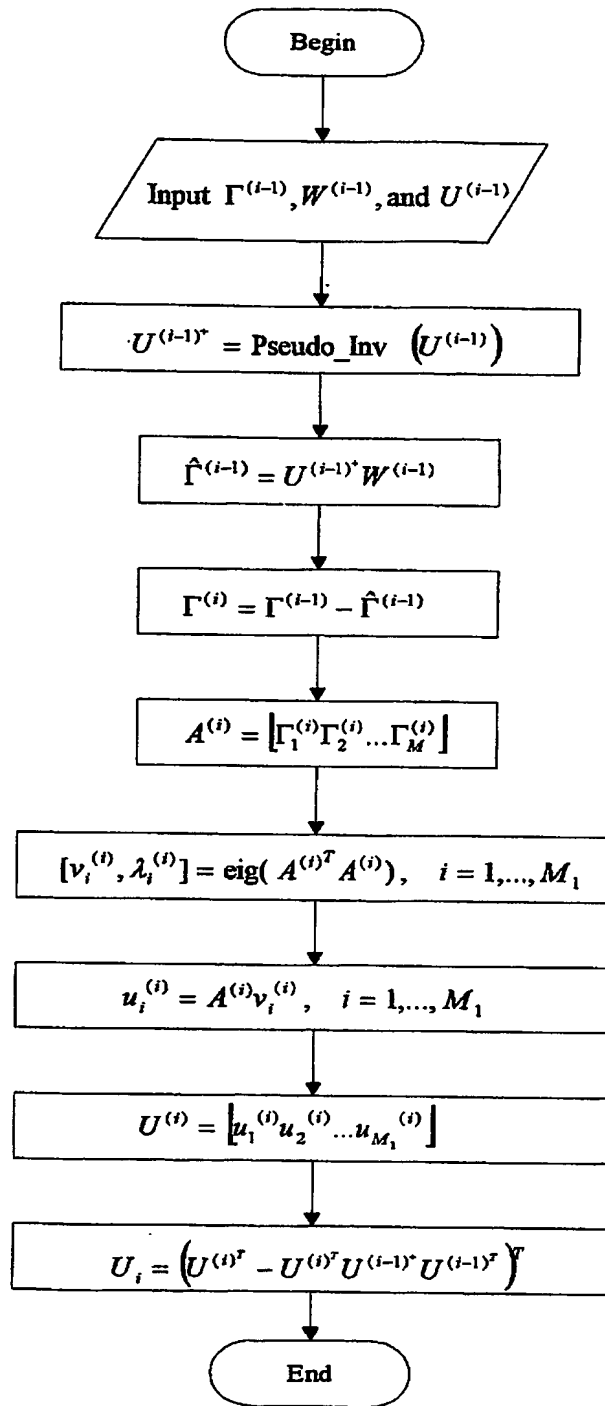 Begin
Input Γ^(i−1), W^(i−1), and U^(i−1)
U^(i−1)^+ = Pseudo_Inv (U^(i−1))
Γ̂^(i−1) = U^(i−1)^+ W^(i−1)
Γ^(i) = Γ^(i−1) − Γ̂^(i−1)
A^(i) = ⌊Γ_1^(i) Γ_2^(i) ... Γ_M^(i)⌋
[v_i^(i), λ_i^(i)] = eig( A^(i)^T A^(i)), i = 1,..., M_1
u_i^(i) = A^(i) v_i^(i), i = 1,..., M_1
U^(i) = ⌊u_1^(i) u_2^(i) ... u_M_1^(i)⌋
U_i = (U^(i)^T − U^(i)^T U^(i−1)^+ U^(i−1)^T)^T
End